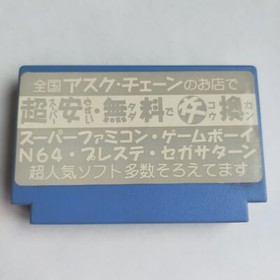 全国アスク・チェーンのお店で
超安・無料で交換
スーパーファミコン・ゲームボーイ
N64・プレステ・セガサターン
超人気ソフト多数そろえてます